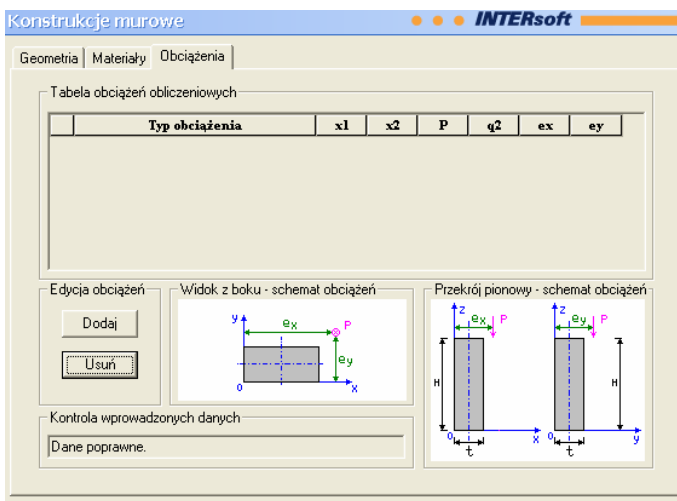 Konstrukcje murowe INTERsoft
Geometria Materiały Obciążenia
Tabela obciążeń obliczeniowych
Typ obciążenia x1 x2 P q2 ex ey
Edycja obciążeń
Dodaj
Usuń
Widok z boku - schemat obciążeń
y ex P
ey
0 x
Przekrój pionowy - schemat obciążeń
z ex P z ey P
H H
0 t x 0 t y
Kontrola wprowadzonych danych
Dane poprawne.